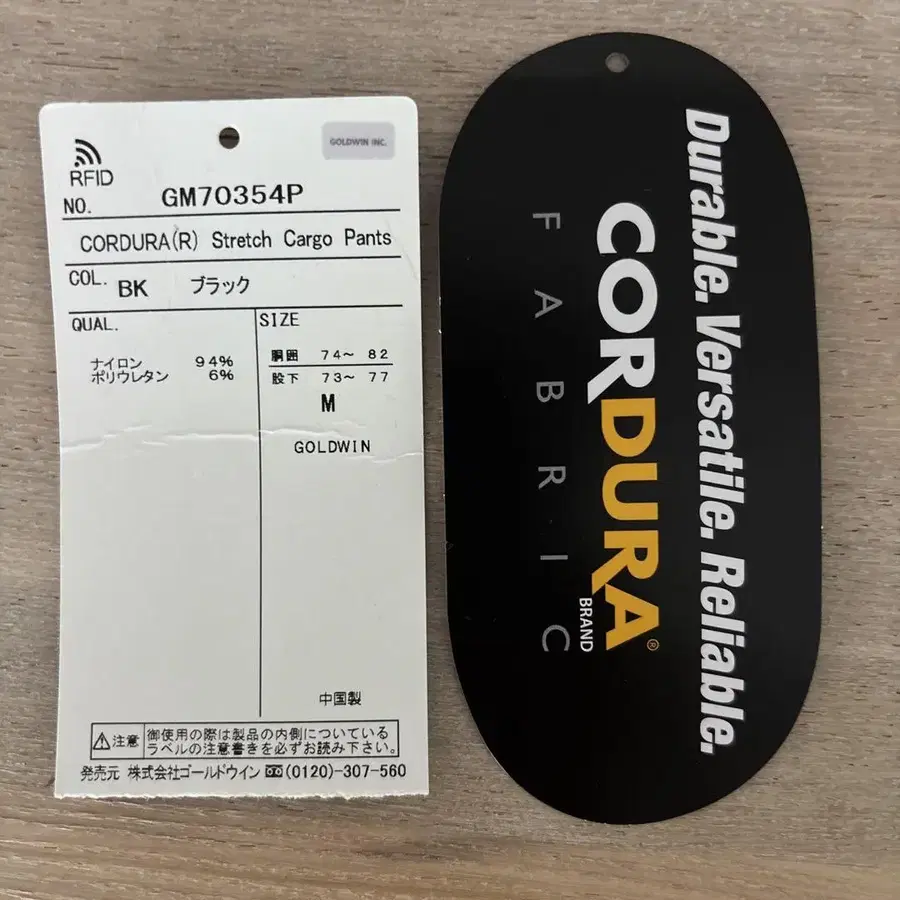 RFID
GOLDWIN INC.
NO. GM70354P
CORDURA(R) Stretch Cargo Pants
COL. BK ブラック
QUAL.
ナイロン 94%
ポリウレタン 6%
SIZE
胴囲 74～ 82
股下 73～ 77
M
GOLDWIN
中国製
注意
御使用の際は製品の内側についている
ラベルの注意書きを必ずお読み下さい。
発売元 株式会社ゴールドウイン (0120)-307-560
Durable. Versatile. Reliable.
CORDURA®
BRAND
FABRIC